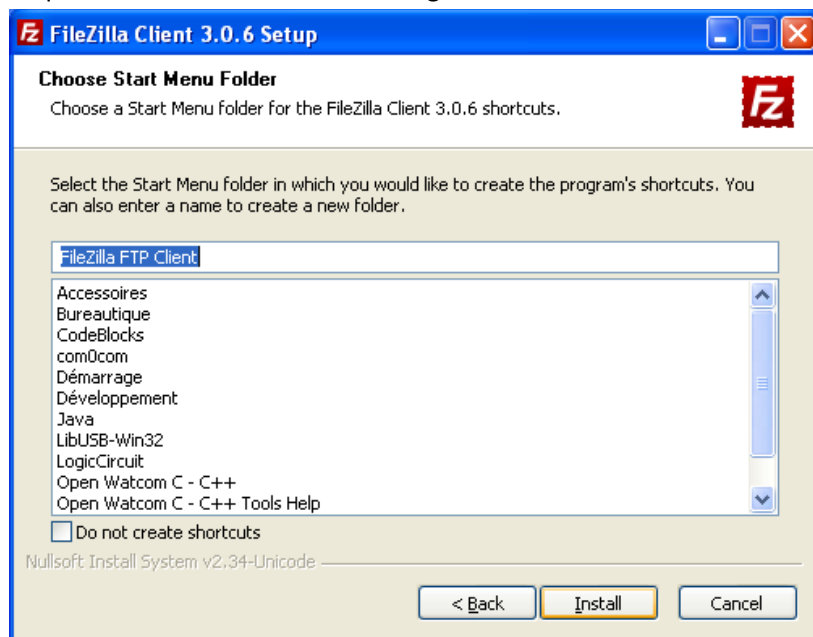 FileZilla Client 3.0.6 Setup
Choose Start Menu Folder
Choose a Start Menu folder for the FileZilla Client 3.0.6 shortcuts.
Fz
Select the Start Menu folder in which you would like to create the program's shortcuts. You
can also enter a name to create a new folder.
FileZilla FTP Client
Accessoires
Bureautique
CodeBlocks
com0com
Démarrage
Développement
Java
LibUSB-Win32
LogicCircuit
Open Watcom C - C++
Open Watcom C - C++ Tools Help
Do not create shortcuts
Nullsoft Install System v2.34-Unicode
< Back Install Cancel